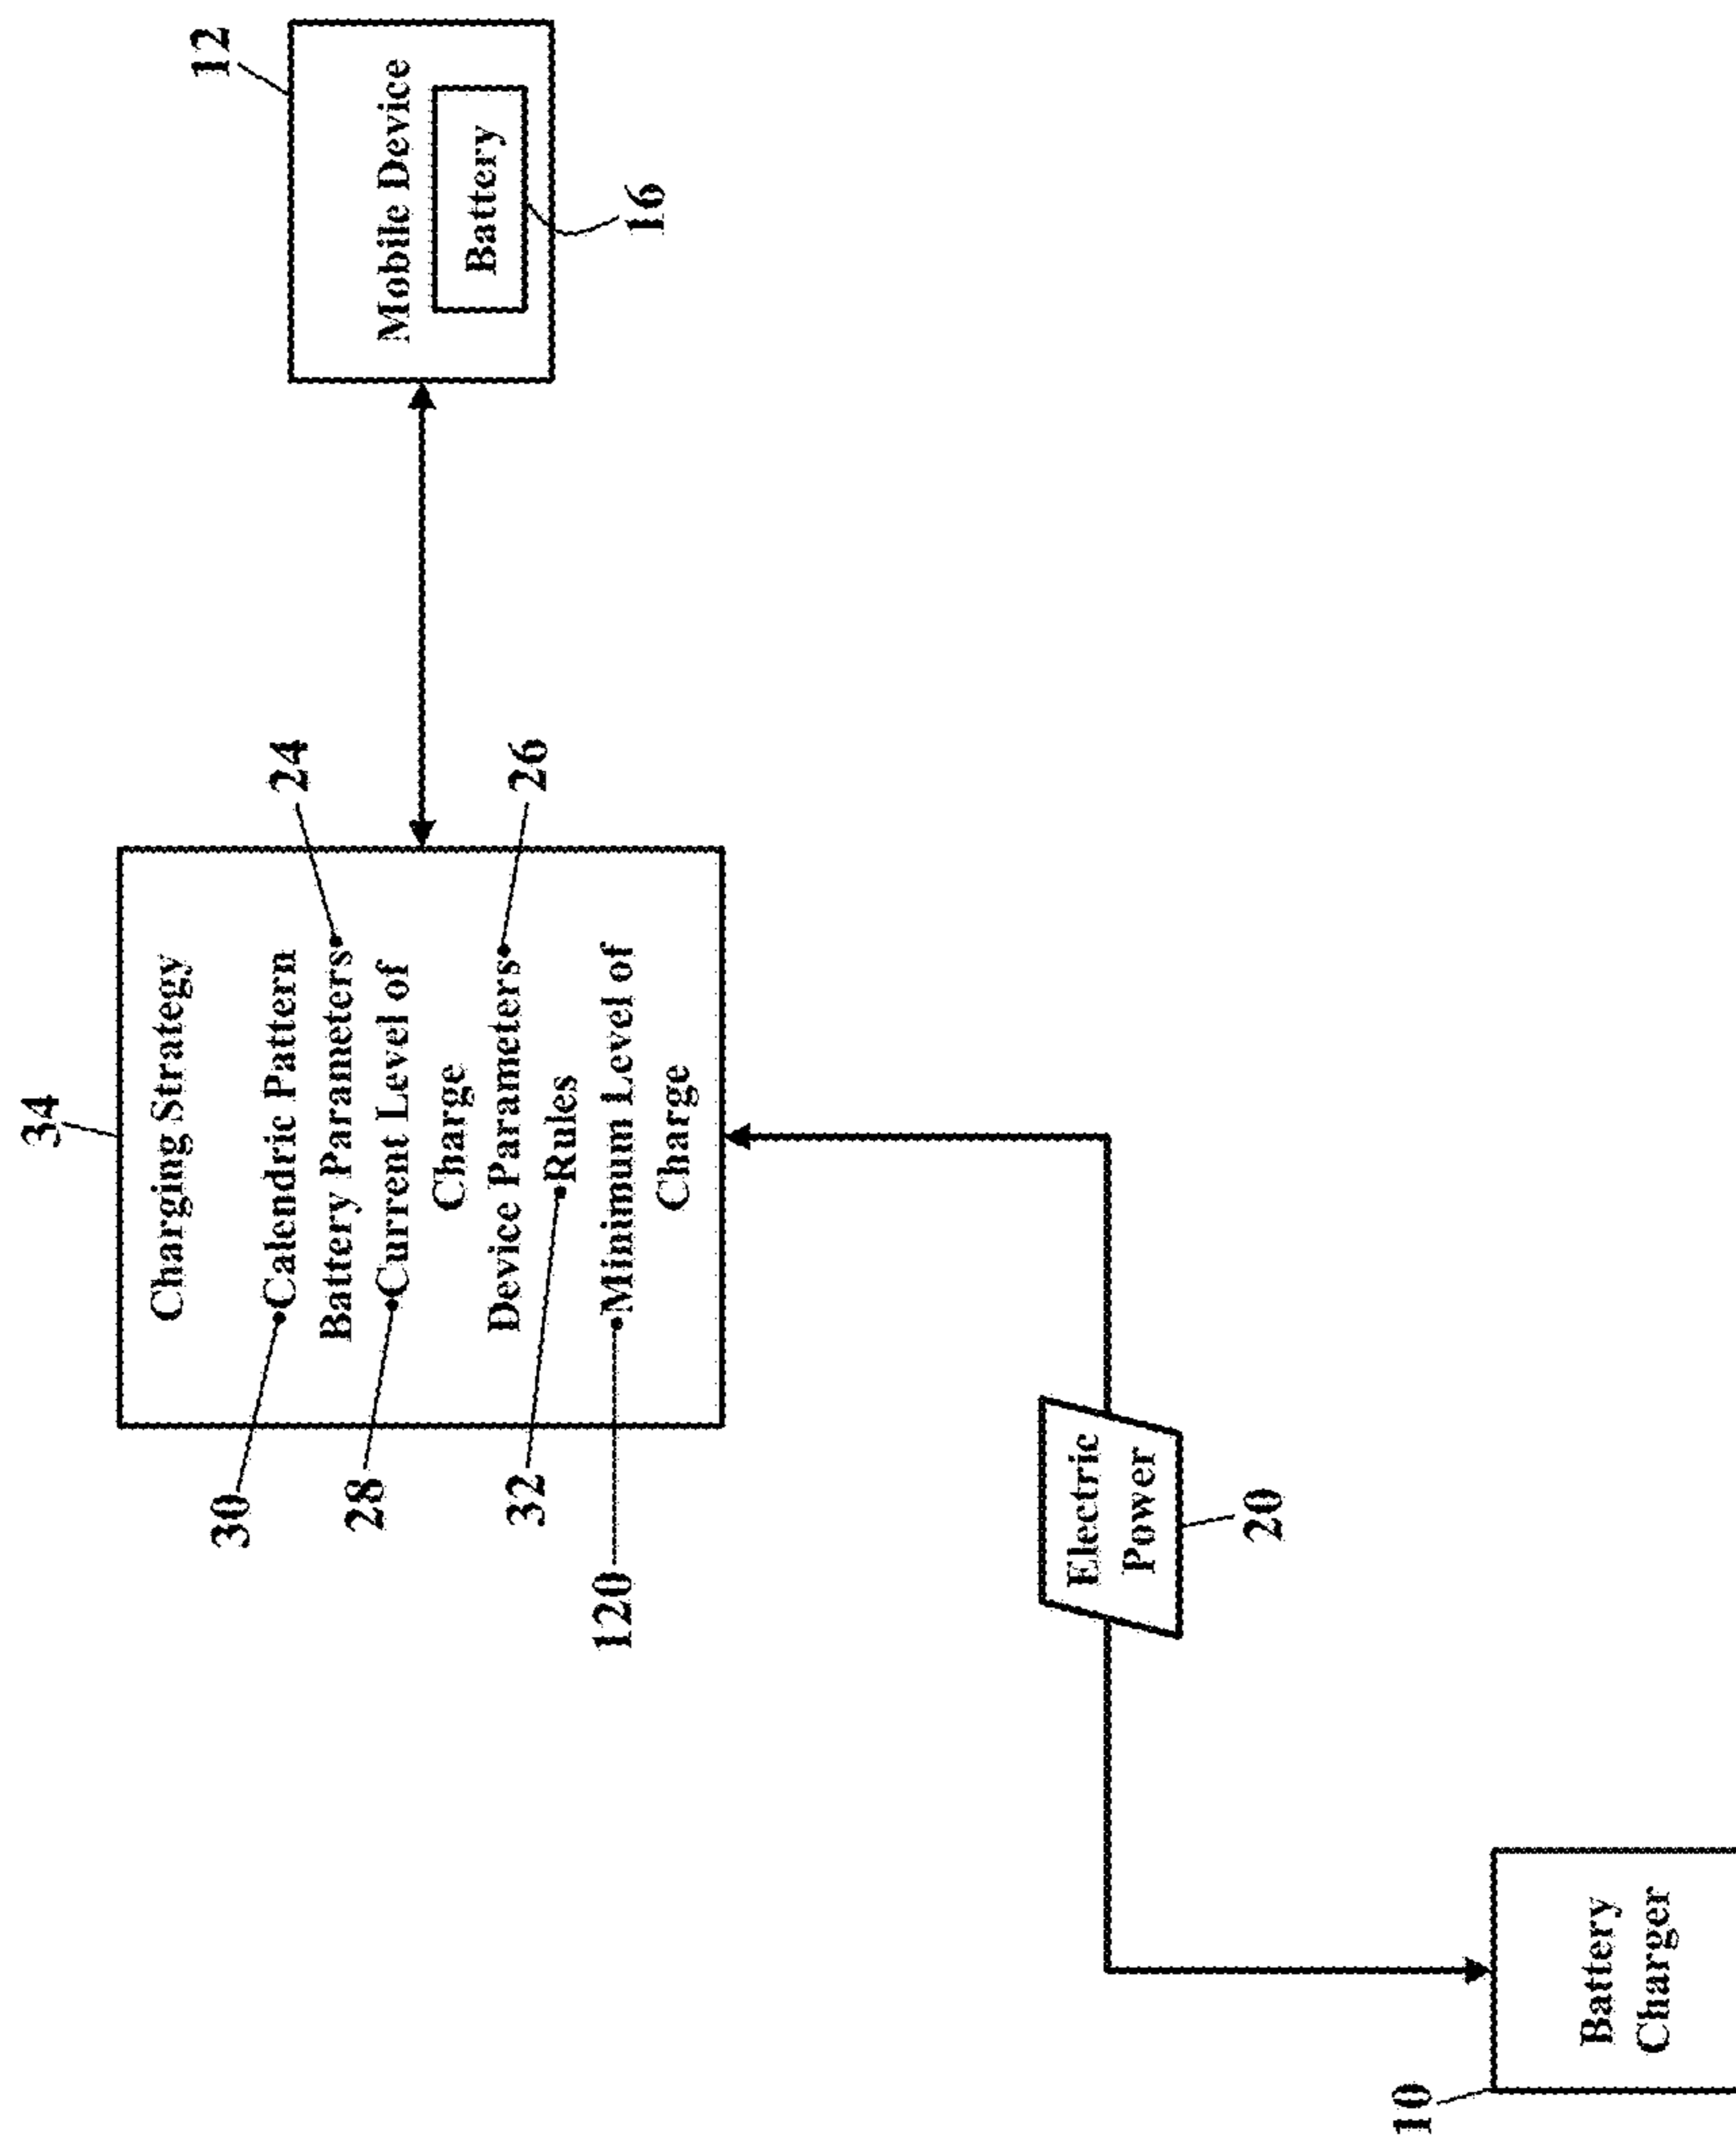 34
Charging Strategy
30
Calendric Pattern
24
Battery Parameters
28
Current Level of
Charge
26
Device Parameters
32
Rules
120
Minimum Level of
Charge
12
Mobile Device
Battery
16
Electric
Power
20
10
Battery
Charger